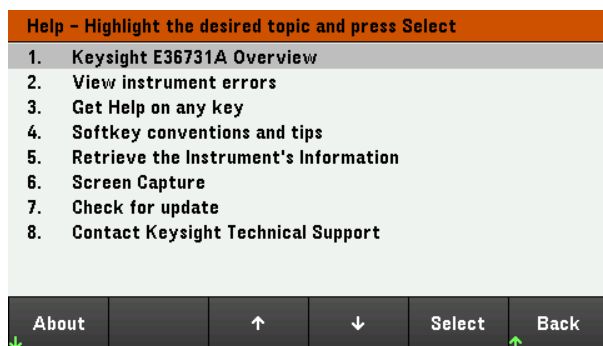 Help - Highlight the desired topic and press Select
1. Keysight E36731A Overview
2. View instrument errors
3. Get Help on any key
4. Softkey conventions and tips
5. Retrieve the Instrument's Information
6. Screen Capture
7. Check for update
8. Contact Keysight Technical Support
About ↑ ↓ Select Back